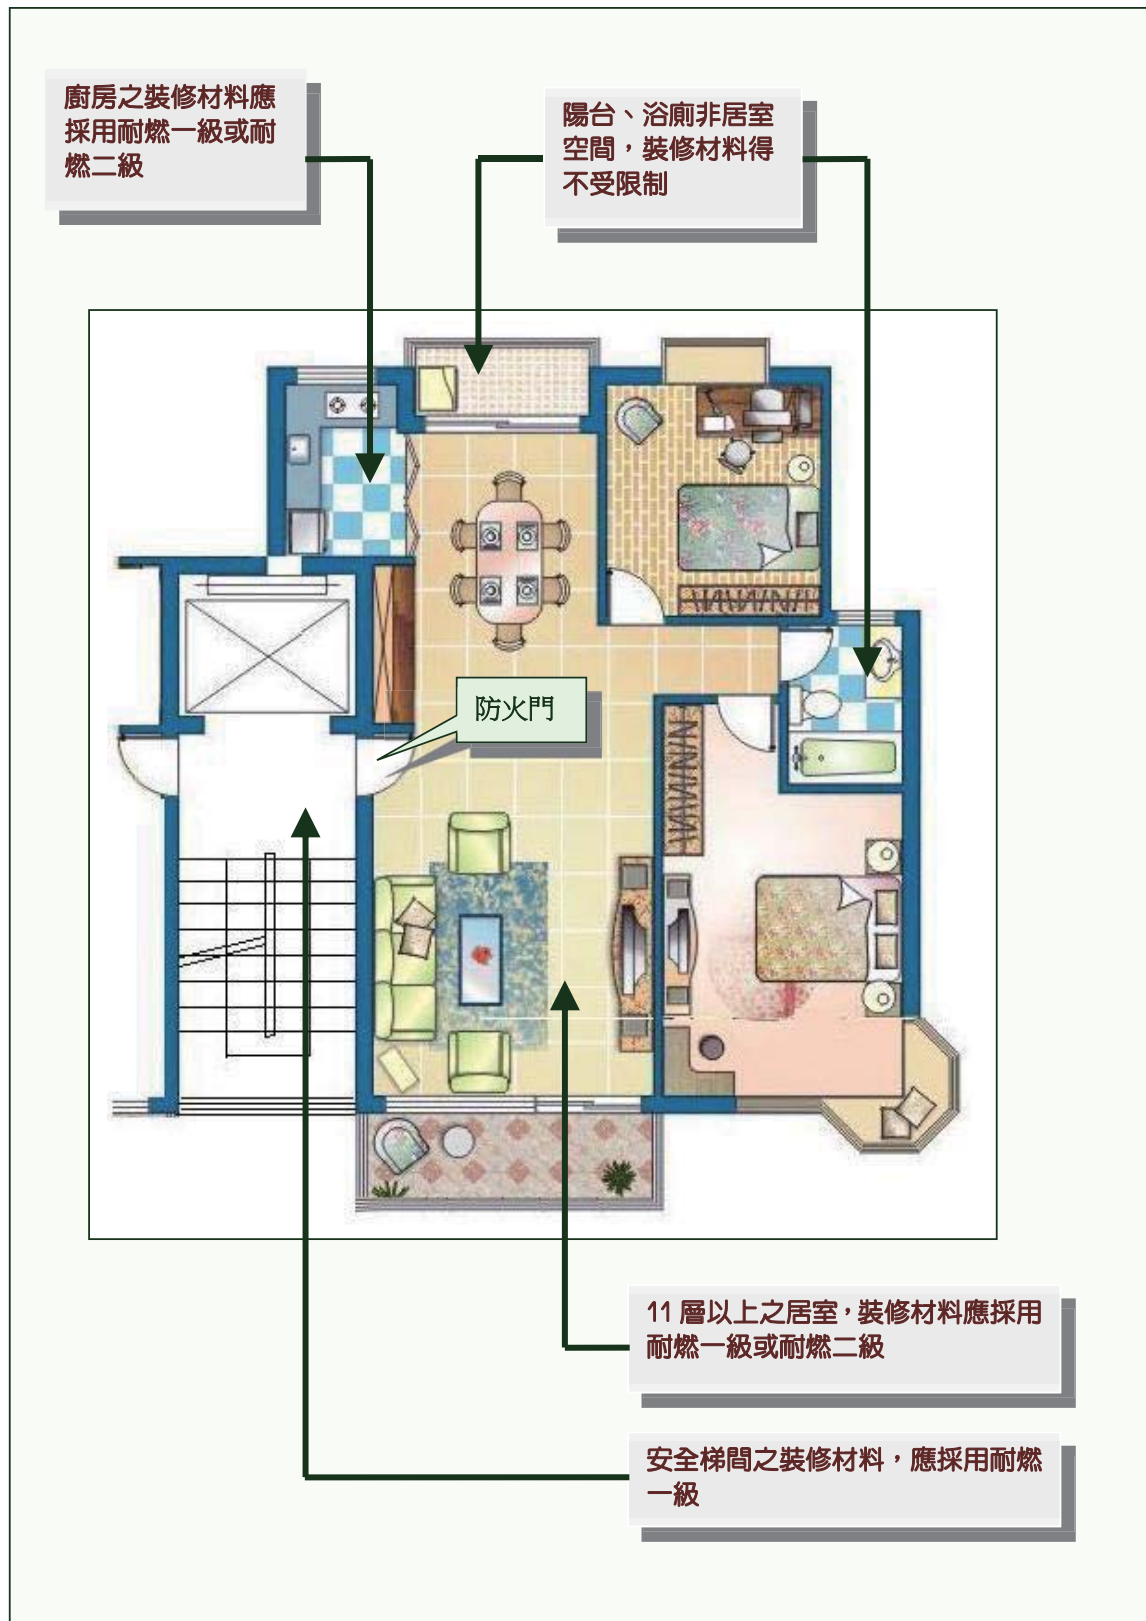 廚房之裝修材料應
採用耐燃一級或耐
燃二級
陽台、浴廁非居室
空間，裝修材料得
不受限制
防火門
11 層以上之居室，裝修材料應採用
耐燃一級或耐燃二級
安全梯間之裝修材料，應採用耐燃
一級